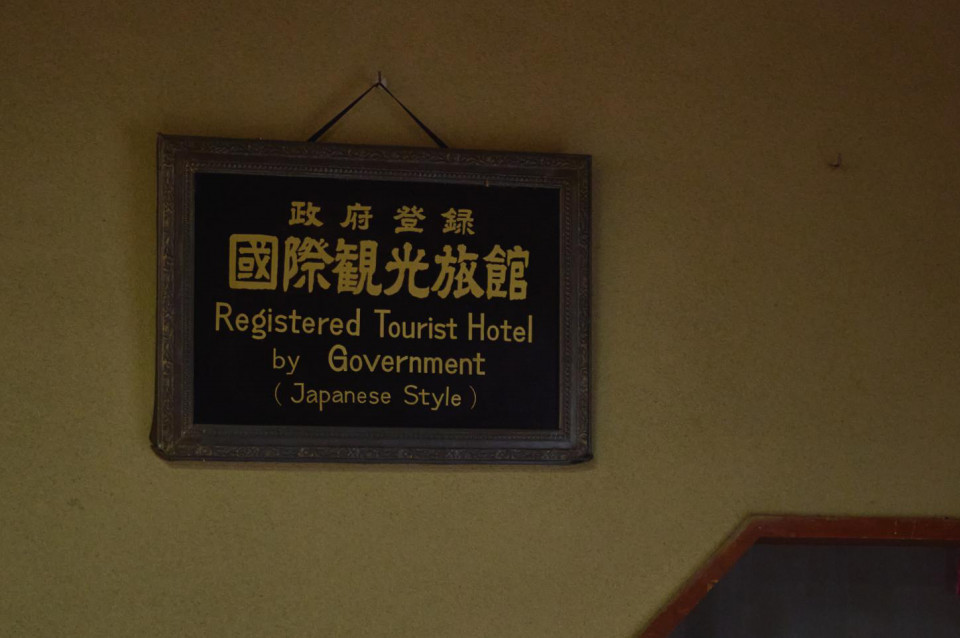 政府登録
國際観光旅館
Registered Tourist Hotel
by Government
(Japanese Style)